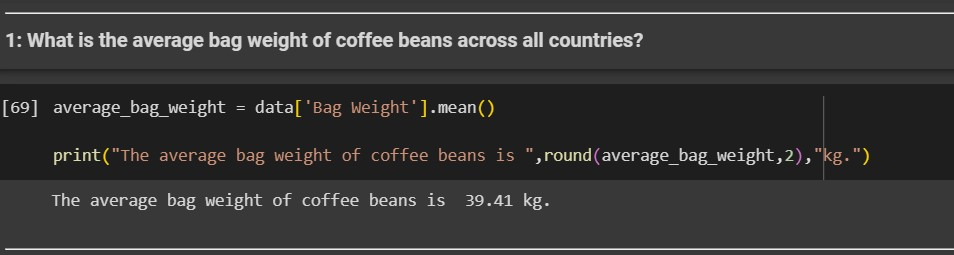 1: What is the average bag weight of coffee beans across all countries?
[69] average_bag_weight = data['Bag Weight'].mean()
print("The average bag weight of coffee beans is ",round(average_bag_weight,2),"kg.")
The average bag weight of coffee beans is  39.41 kg.